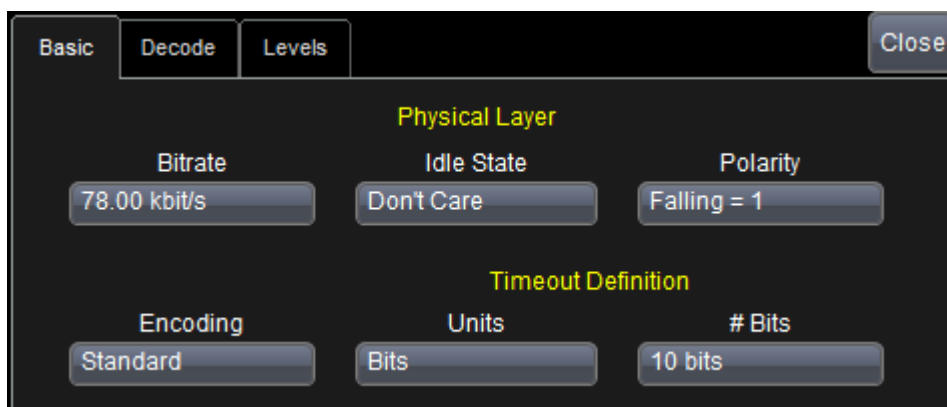 Basic Decode Levels Close
Physical Layer
Bitrate Idle State Polarity
78.00 kbit/s Don't Care Falling = 1
Timeout Definition
Encoding Units # Bits
Standard Bits 10 bits